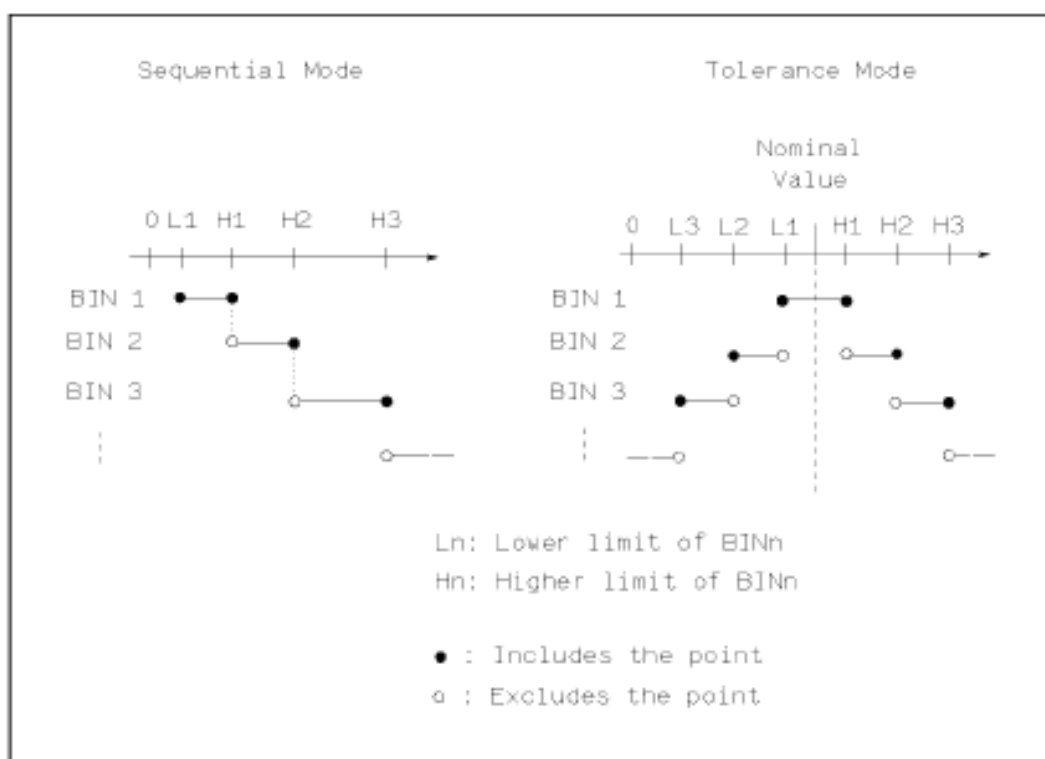 Sequential Mode
0 L1 H1 H2 H3
BIN 1
BIN 2
BIN 3
Tolerance Mode
Nominal
Value
0 L3 L2 L1 H1 H2 H3
BIN 1
BIN 2
BIN 3
Ln: Lower limit of BINn
Hn: Higher limit of BINn
● : Includes the point
○ : Excludes the point